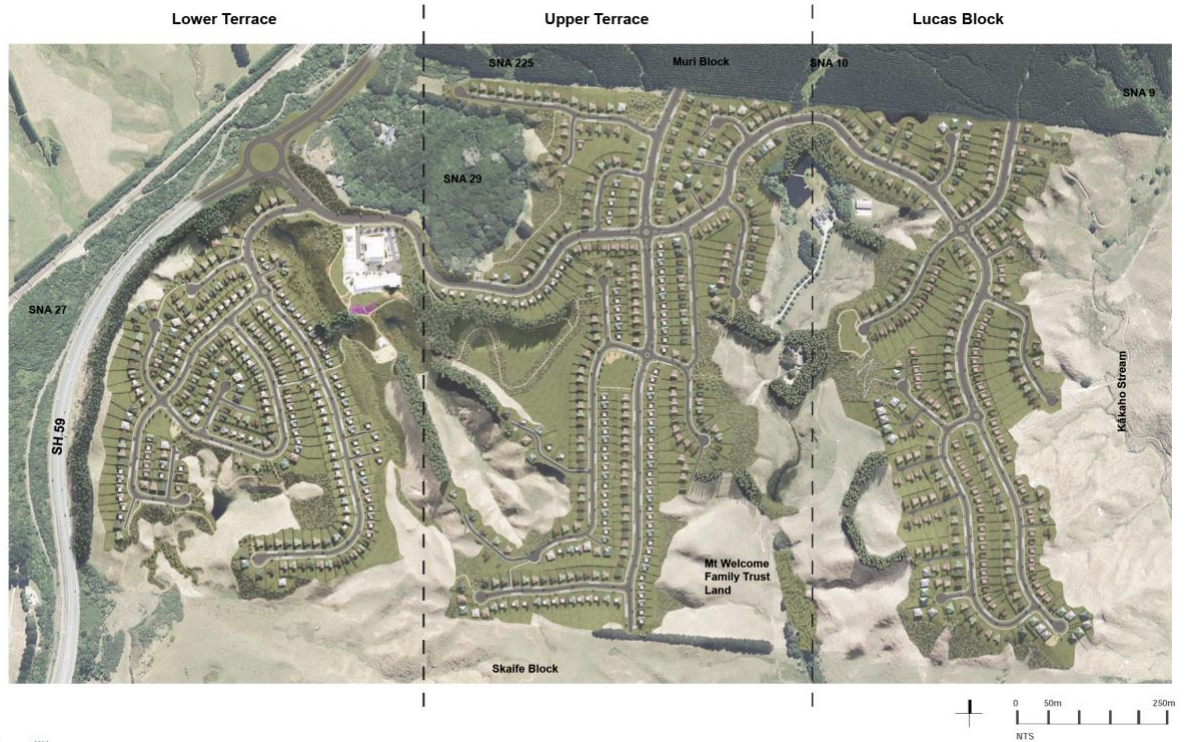 Lower Terrace
Upper Terrace
Lucas Block
SNA 225
Muri Block
SNA 10
SNA 9
SNA 29
SNA 27
SH 59
Kākaho Stream
Mt Welcome
Family Trust
Land
Skaife Block
0 50m 250m
NTS